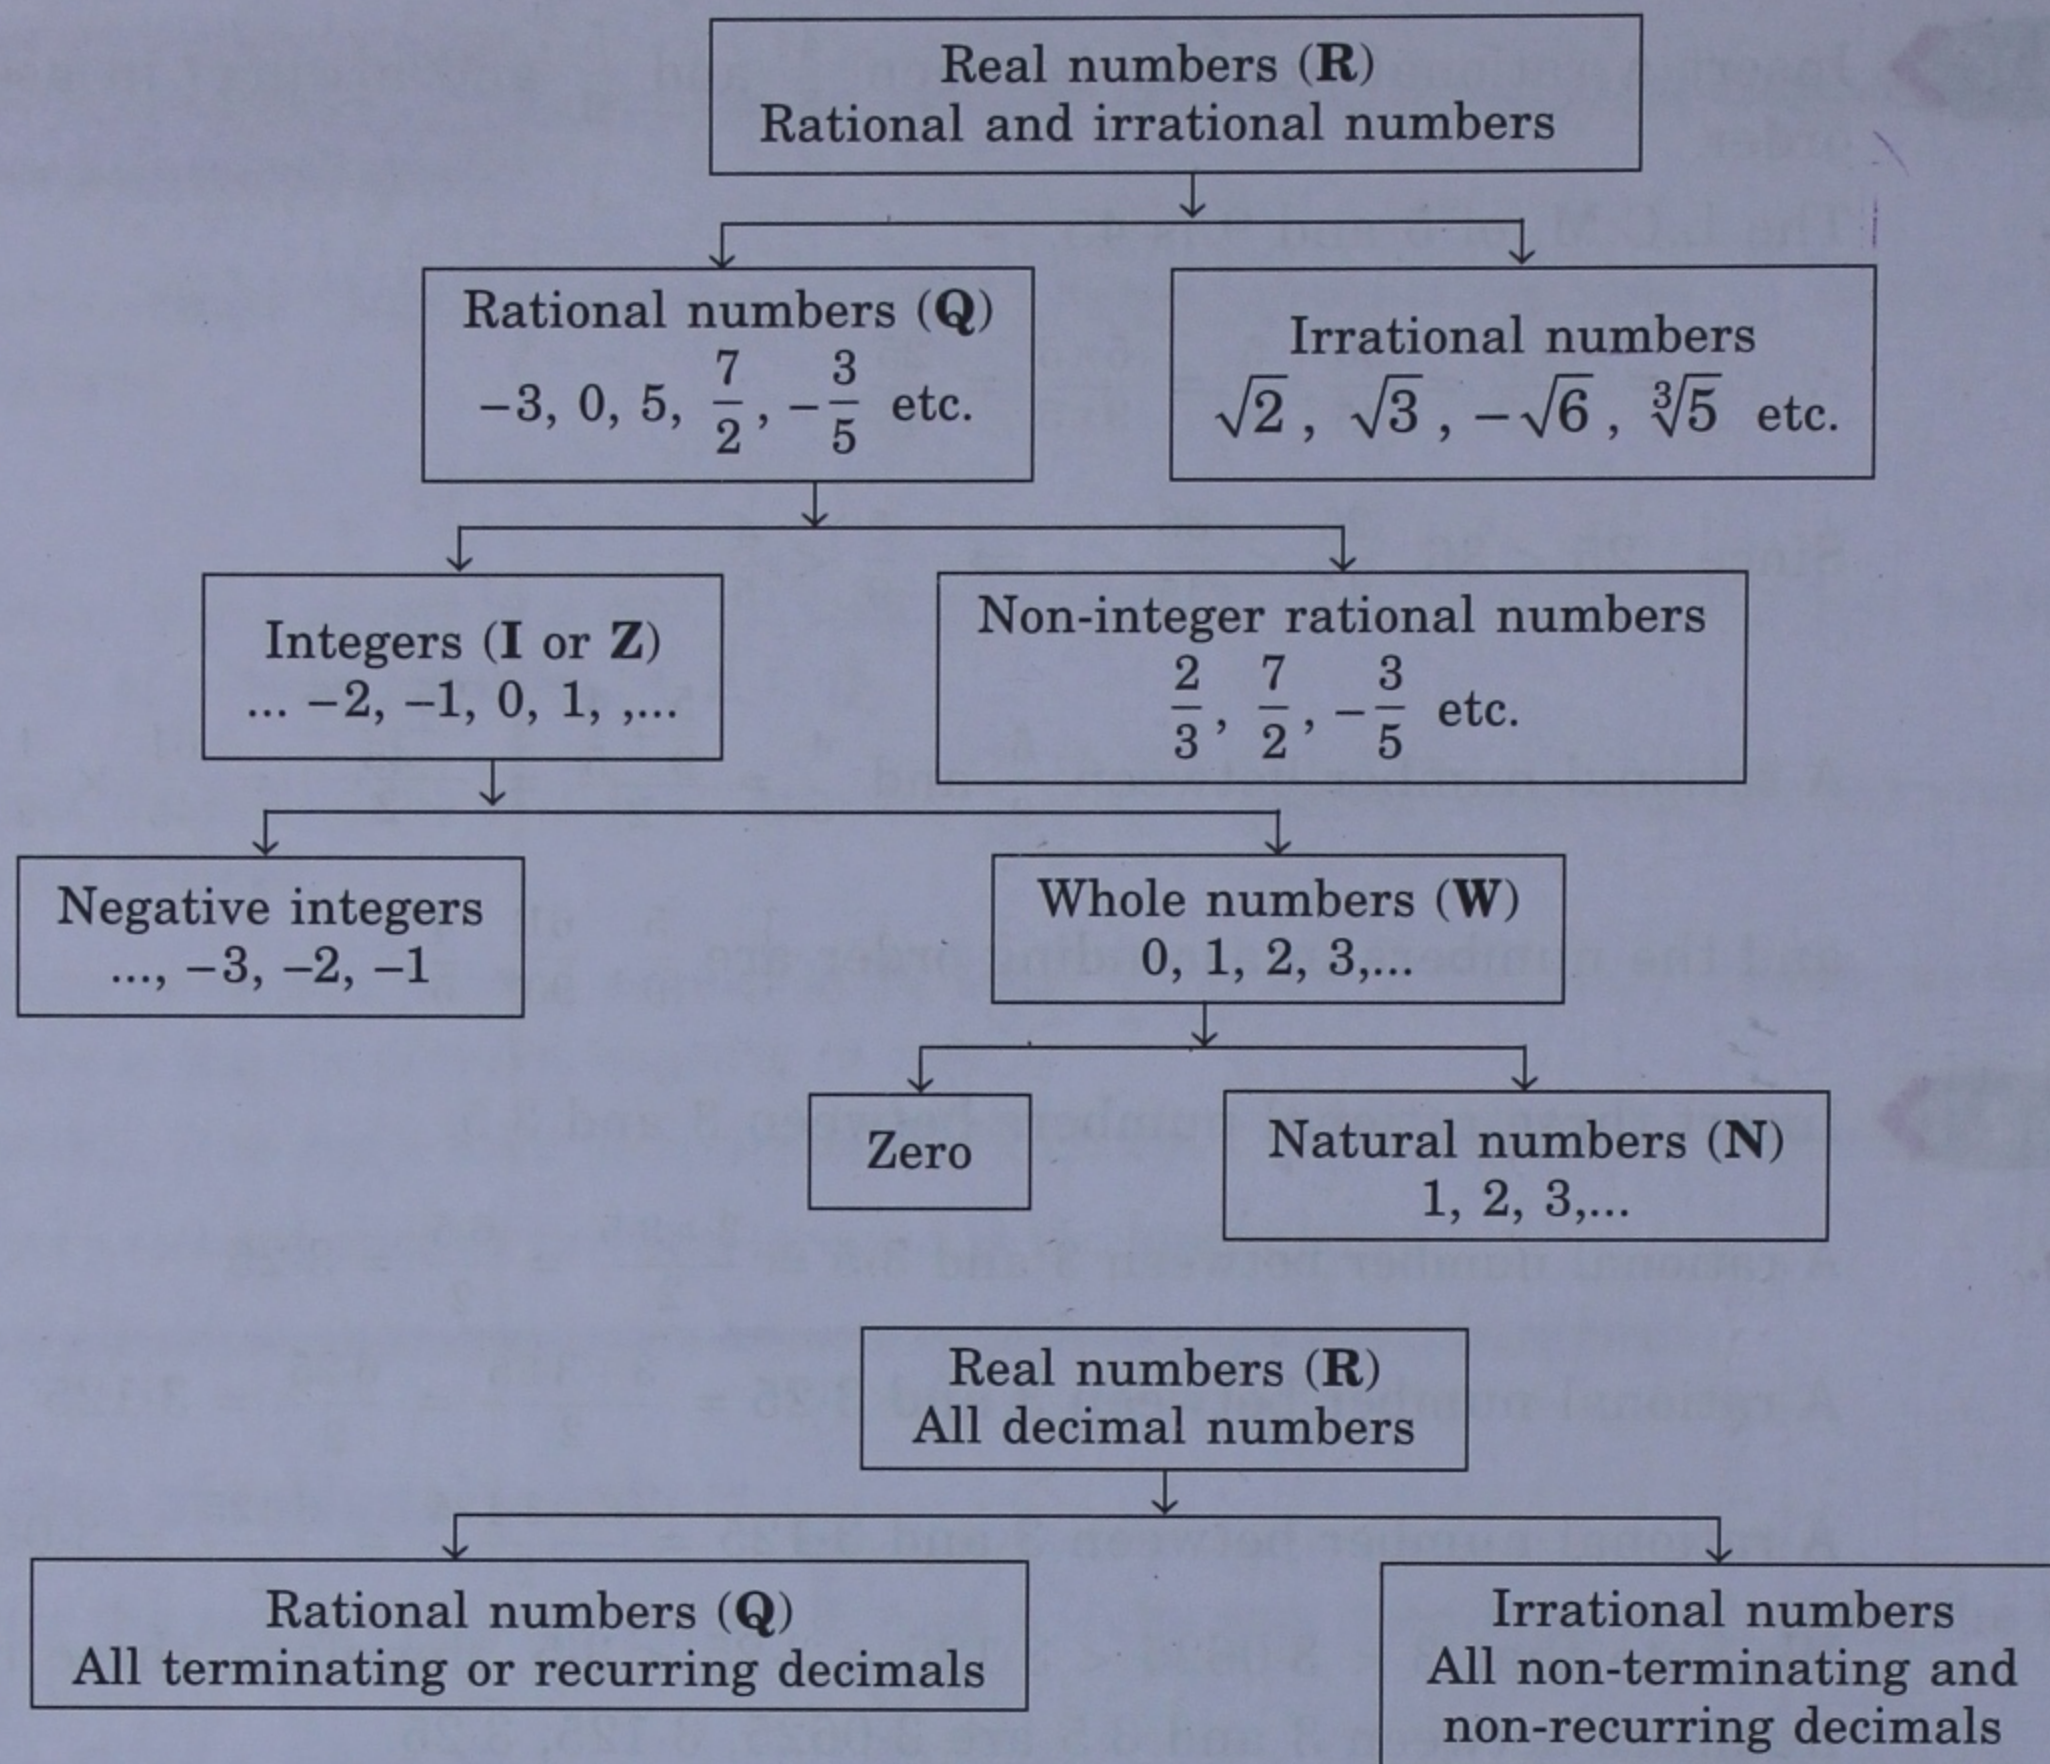 Real numbers (R)
Rational and irrational numbers
Rational numbers (Q)
−3, 0, 5, 7/2, −3/5 etc.
Irrational numbers
√2, √3, −√6, ∛5 etc.
Integers (I or Z)
... −2, −1, 0, 1, ,...
Non-integer rational numbers
2/3, 7/2, −3/5 etc.
Negative integers
..., −3, −2, −1
Whole numbers (W)
0, 1, 2, 3,...
Zero
Natural numbers (N)
1, 2, 3,...
Real numbers (R)
All decimal numbers
Rational numbers (Q)
All terminating or recurring decimals
Irrational numbers
All non-terminating and
non-recurring decimals